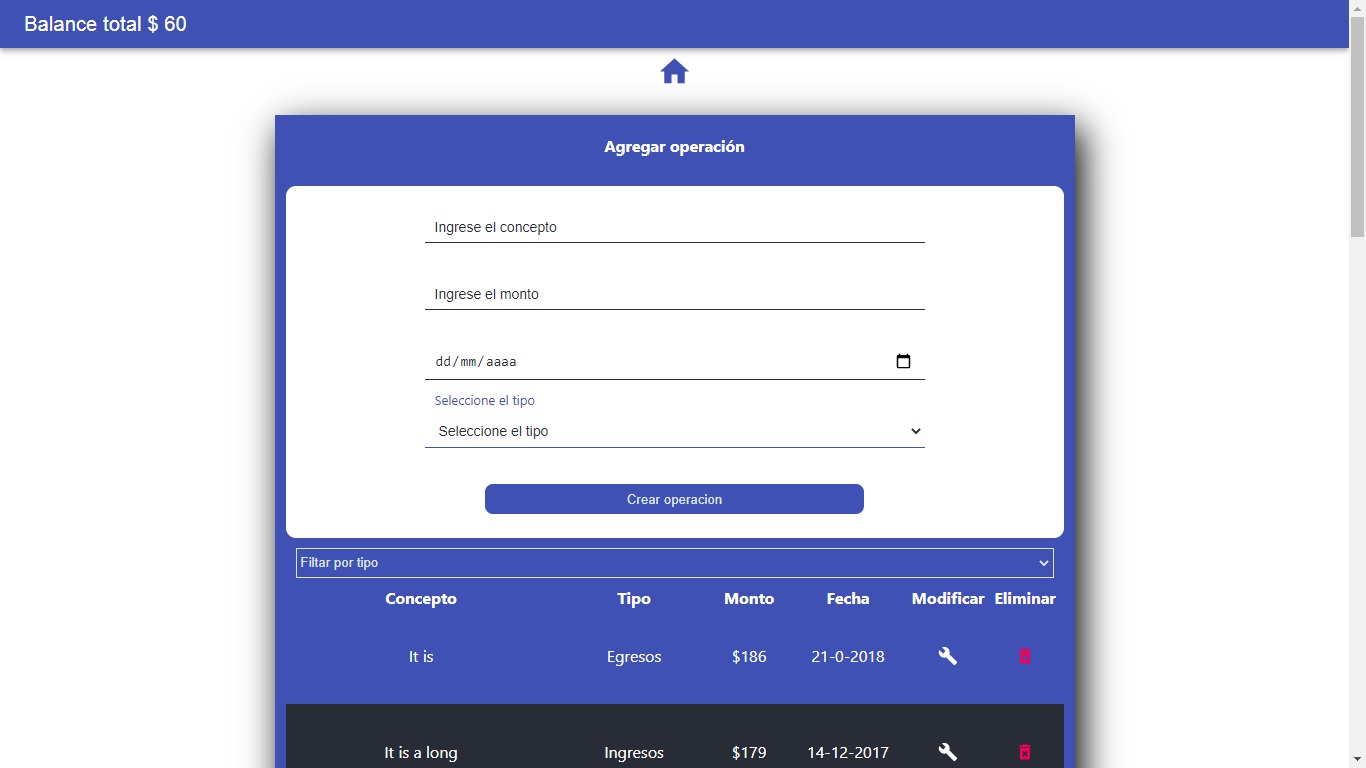 Balance total $ 60
Agregar operación
Ingrese el concepto
Ingrese el monto
dd/mm/aaaa
Seleccione el tipo
Seleccione el tipo
Crear operacion
Filtar por tipo
Concepto Tipo Monto Fecha Modificar Eliminar
It is Egresos $186 21-0-2018
It is a long Ingresos $179 14-12-2017